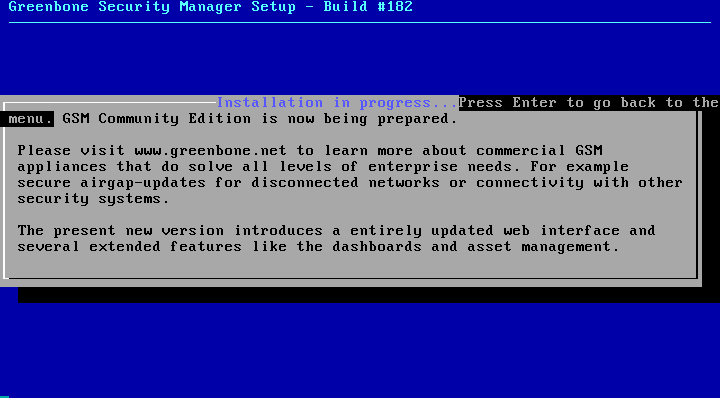 Greenbone Security Manager Setup - Build #182
Installation in progress...Press Enter to go back to the
menu. GSM Community Edition is now being prepared.
Please visit www.greenbone.net to learn more about commercial GSM
appliances that do solve all levels of enterprise needs. For example
secure airgap-updates for disconnected networks or connectivity with other
security systems.
The present new version introduces a entirely updated web interface and
several extended features like the dashboards and asset management.